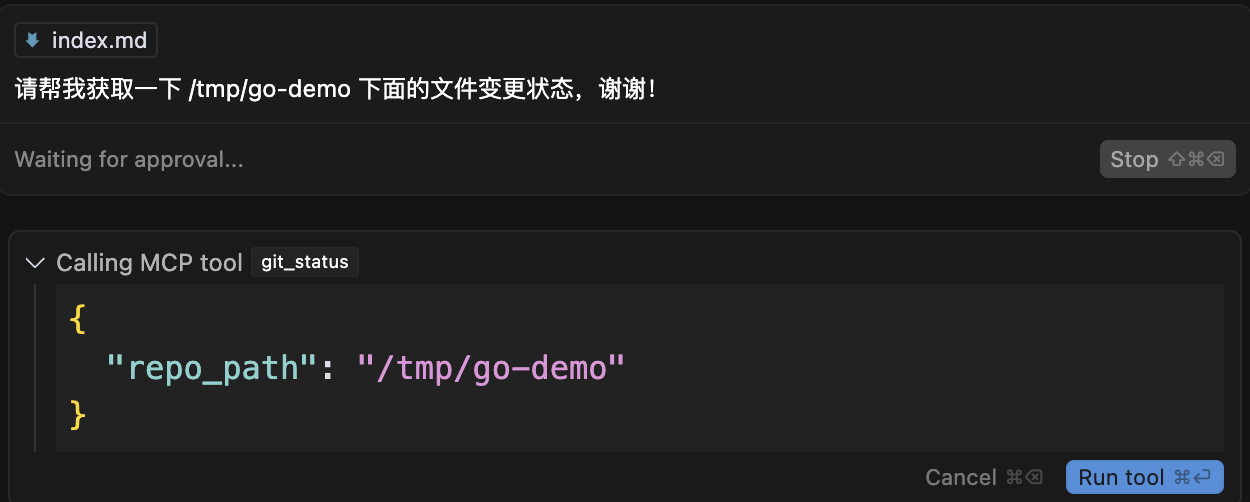 index.md
请帮我获取一下 /tmp/go-demo 下面的文件变更状态，谢谢！
Waiting for approval...
Stop ⇧⌘⌫
Calling MCP tool git_status
{
"repo_path": "/tmp/go-demo"
}
Cancel ⌘⌫ Run tool ⌘⏎